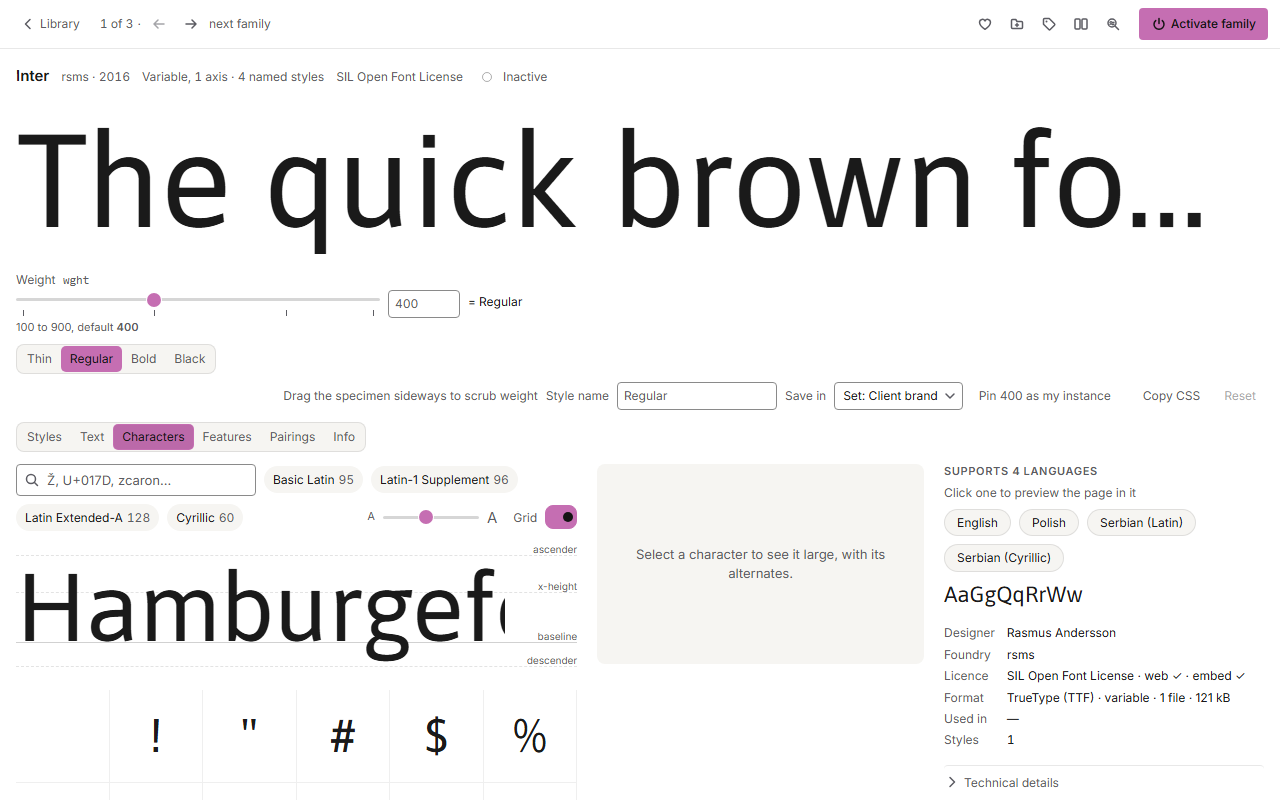 Library 1 of 3 · next family Activate family
Inter rsms · 2016 Variable, 1 axis · 4 named styles SIL Open Font License Inactive
The quick brown fo...
Weight wght
400 = Regular
100 to 900, default 400
Thin Regular Bold Black
Drag the specimen sideways to scrub weight Style name Regular Save in Set: Client brand Pin 400 as my instance Copy CSS Reset
Styles Text Characters Features Pairings Info
Ž, U+017D, zcaron... Basic Latin 95 Latin-1 Supplement 96
Latin Extended-A 128 Cyrillic 60 A A Grid
ascender
x-height
Hamburgef
baseline
descender
! " # $ %
Select a character to see it large, with its
alternates.
SUPPORTS 4 LANGUAGES
Click one to preview the page in it
English Polish Serbian (Latin)
Serbian (Cyrillic)
AaGgQqRrWw
Designer Rasmus Andersson
Foundry rsms
Licence SIL Open Font License · web ✓ · embed ✓
Format TrueType (TTF) · variable · 1 file · 121 kB
Used in —
Styles 1
Technical details